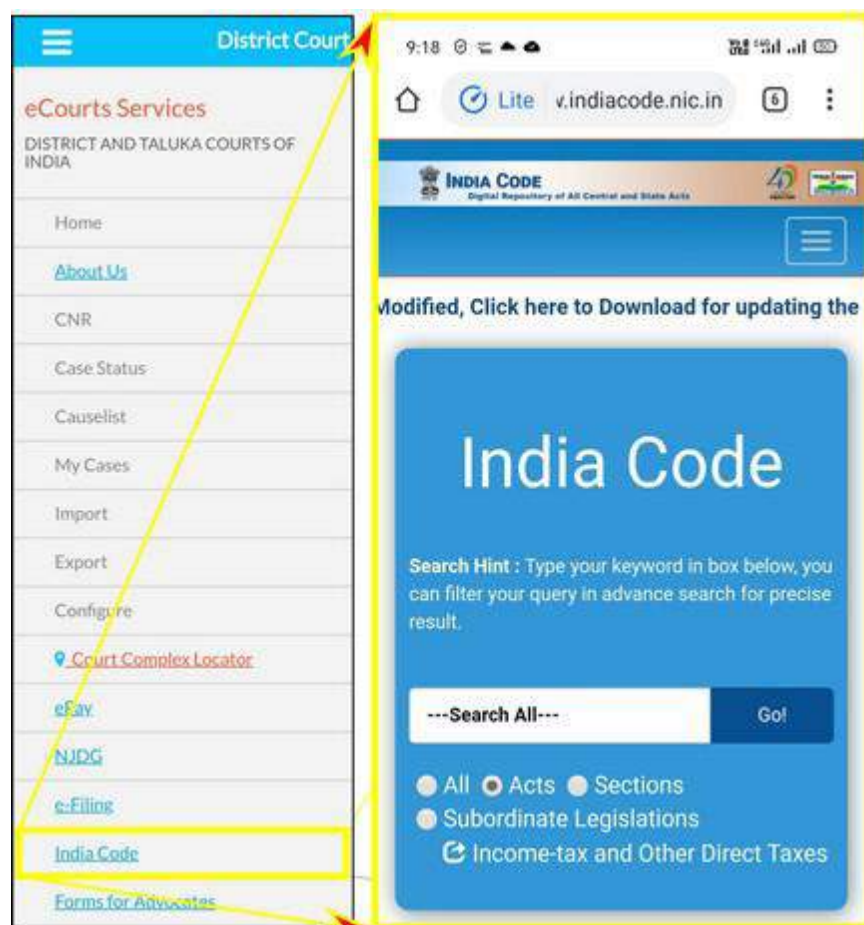 District Court
eCourts Services
DISTRICT AND TALUKA COURTS OF
INDIA
Home
About Us
CNR
Case Status
Causelist
My Cases
Import
Export
Configure
Court Complex Locator
ePay
NJDG
e-Filing
India Code
Forms for Advocates
9:18
Lite v.indiacode.nic.in 6
INDIA CODE
Digital Repository of All Central and State Acts
Modified, Click here to Download for updating the
India Code
Search Hint : Type your keyword in box below, you
can filter your query in advance search for precise
result.
---Search All--- Go!
All Acts Sections
Subordinate Legislations
Income-tax and Other Direct Taxes